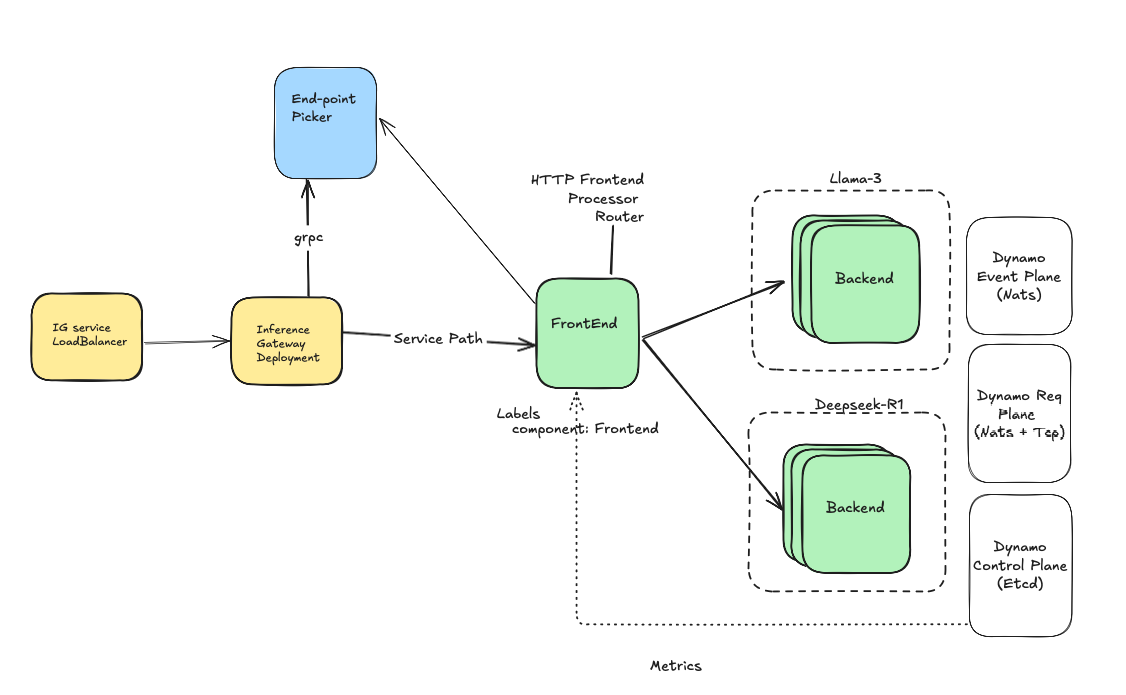 End-point
Picker
grpc
IG service
LoadBalancer
Inference
Gateway
Deployment
Service Path
HTTP Frontend
Processor
Router
FrontEnd
Labels
component: Frontend
Llama-3
Backend
Deepseek-R1
Backend
Dynamo
Event Plane
(Nats)
Dynamo Req
Plane
(Nats + Tcp)
Dynamo
Control Plane
(Etcd)
Metrics